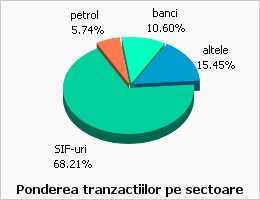 petrol
5.74%
banci
10.60%
altele
15.45%
SIF-uri
68.21%
Ponderea tranzactiilor pe sectoare